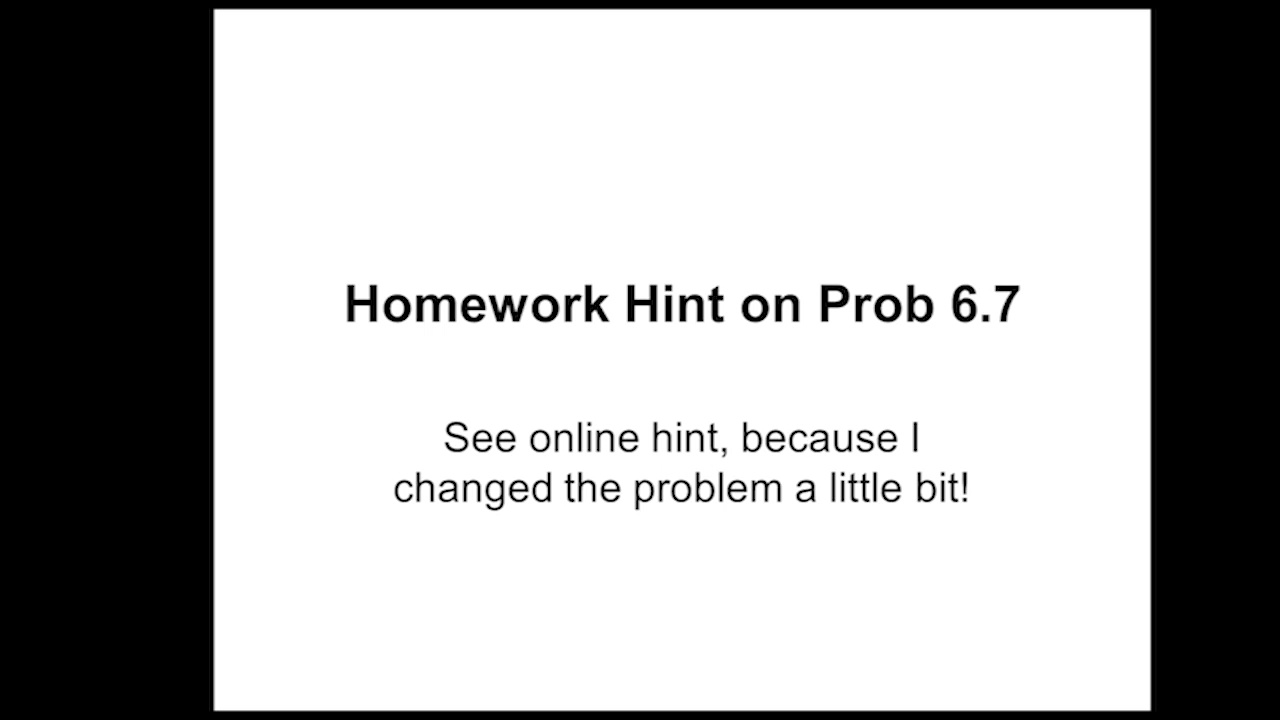 Homework Hint on Prob 6.7
See online hint, because I
changed the problem a little bit!